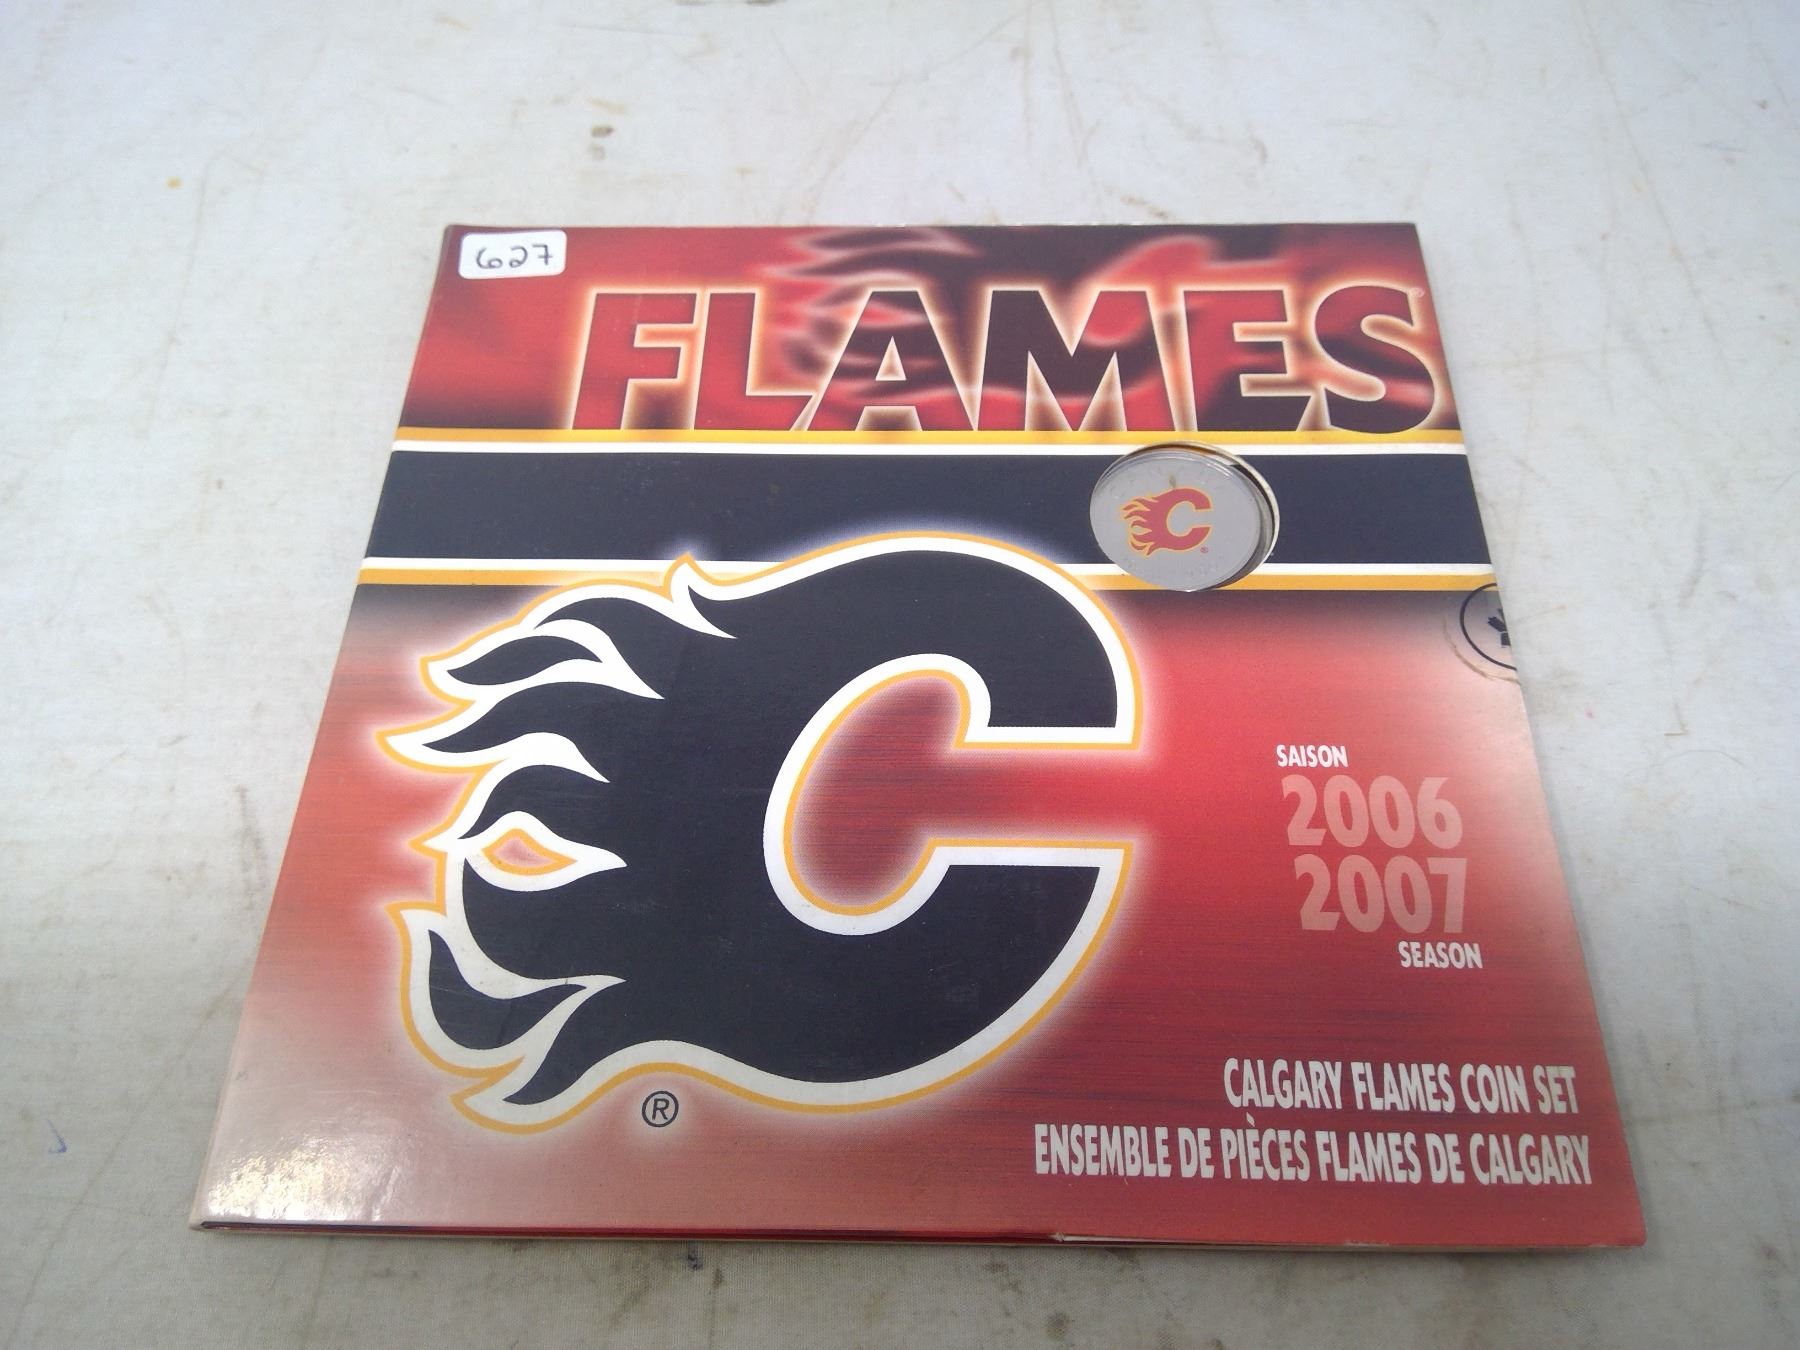 627
FLAMES
SAISON
2006
2007
SEASON
CALGARY FLAMES COIN SET
ENSEMBLE DE PIÈCES FLAMES DE CALGARY
®